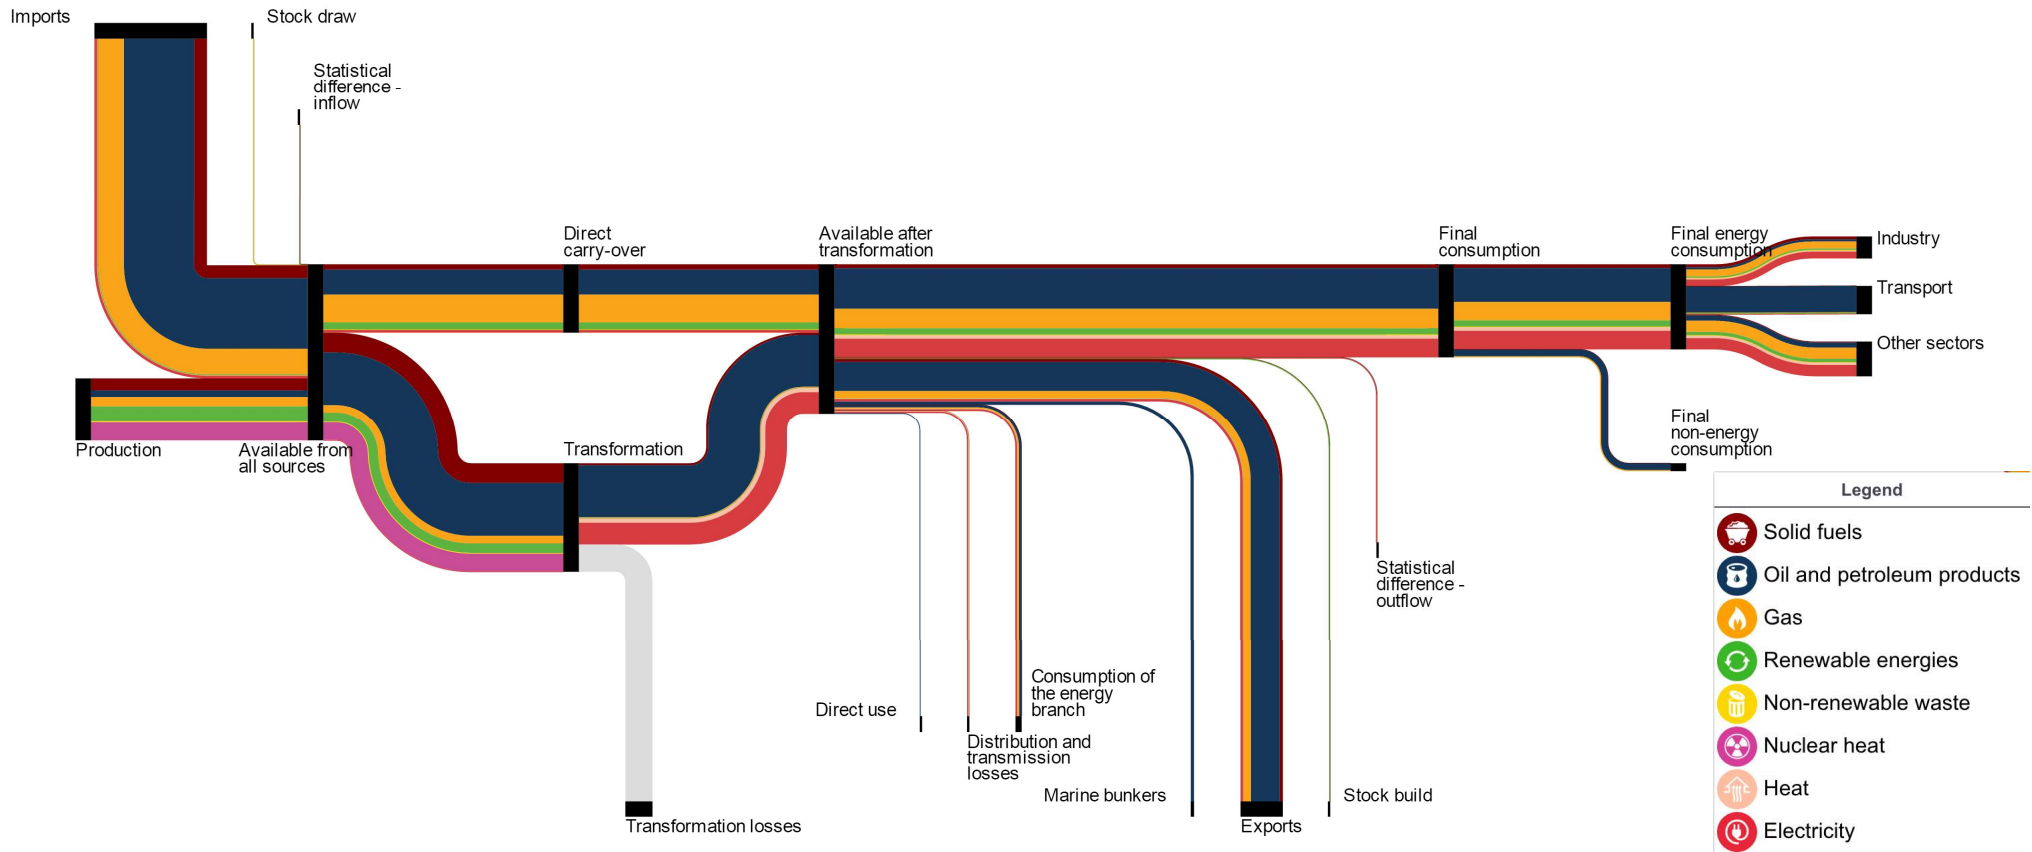 Imports
Stock draw
Statistical
difference -
inflow
Direct
carry-over
Available after
transformation
Final
consumption
Final energy
consumption
Industry
Transport
Other sectors
Production
Available from
all sources
Transformation
Final
non-energy
consumption
Statistical
difference -
outflow
Direct use
Consumption of
the energy
branch
Distribution and
transmission
losses
Marine bunkers
Stock build
Transformation losses
Exports
Legend
Solid fuels
Oil and petroleum products
Gas
Renewable energies
Non-renewable waste
Nuclear heat
Heat
Electricity